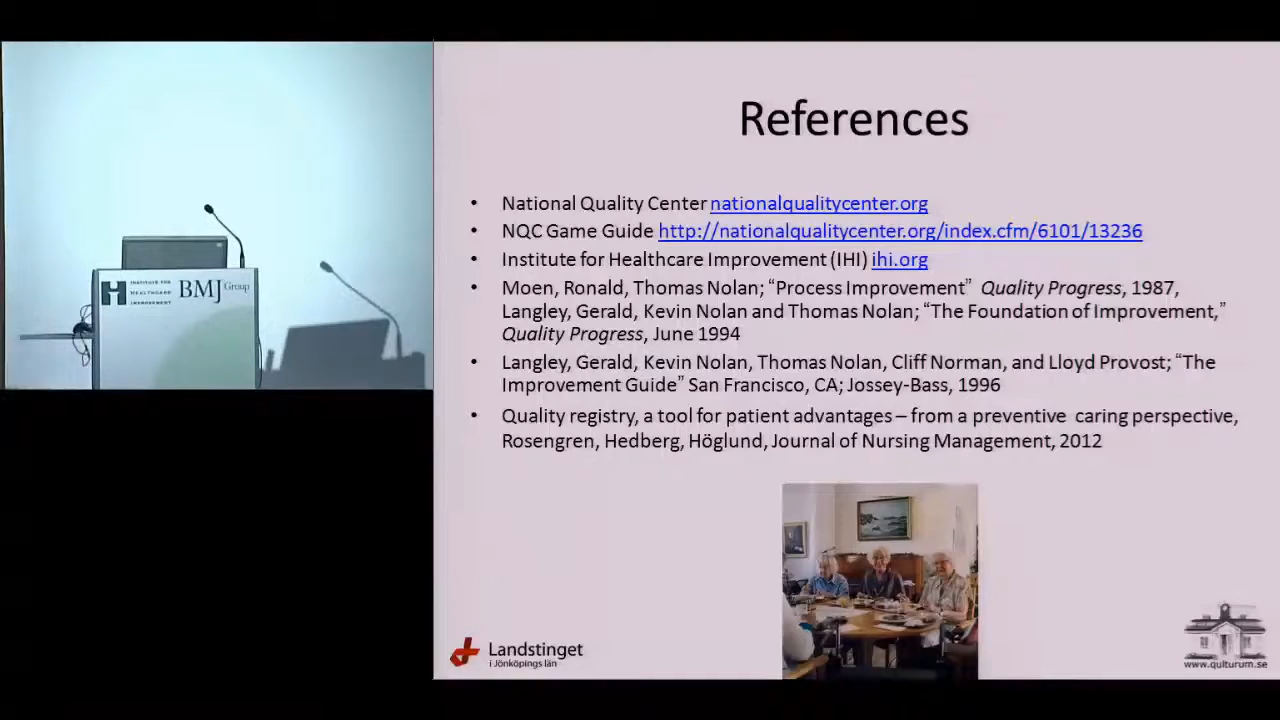 INSTITUTE FOR
HEALTHCARE
IMPROVEMENT
BMJ Group
References
• National Quality Center nationalqualitycenter.org
• NQC Game Guide http://nationalqualitycenter.org/index.cfm/6101/13236
• Institute for Healthcare Improvement (IHI) ihi.org
• Moen, Ronald, Thomas Nolan; “Process Improvement” Quality Progress, 1987,
Langley, Gerald, Kevin Nolan and Thomas Nolan; “The Foundation of Improvement,”
Quality Progress, June 1994
• Langley, Gerald, Kevin Nolan, Thomas Nolan, Cliff Norman, and Lloyd Provost; “The
Improvement Guide” San Francisco, CA; Jossey-Bass, 1996
• Quality registry, a tool for patient advantages – from a preventive caring perspective,
Rosengren, Hedberg, Höglund, Journal of Nursing Management, 2012
Landstinget
i Jönköpings län
www.qulturum.se